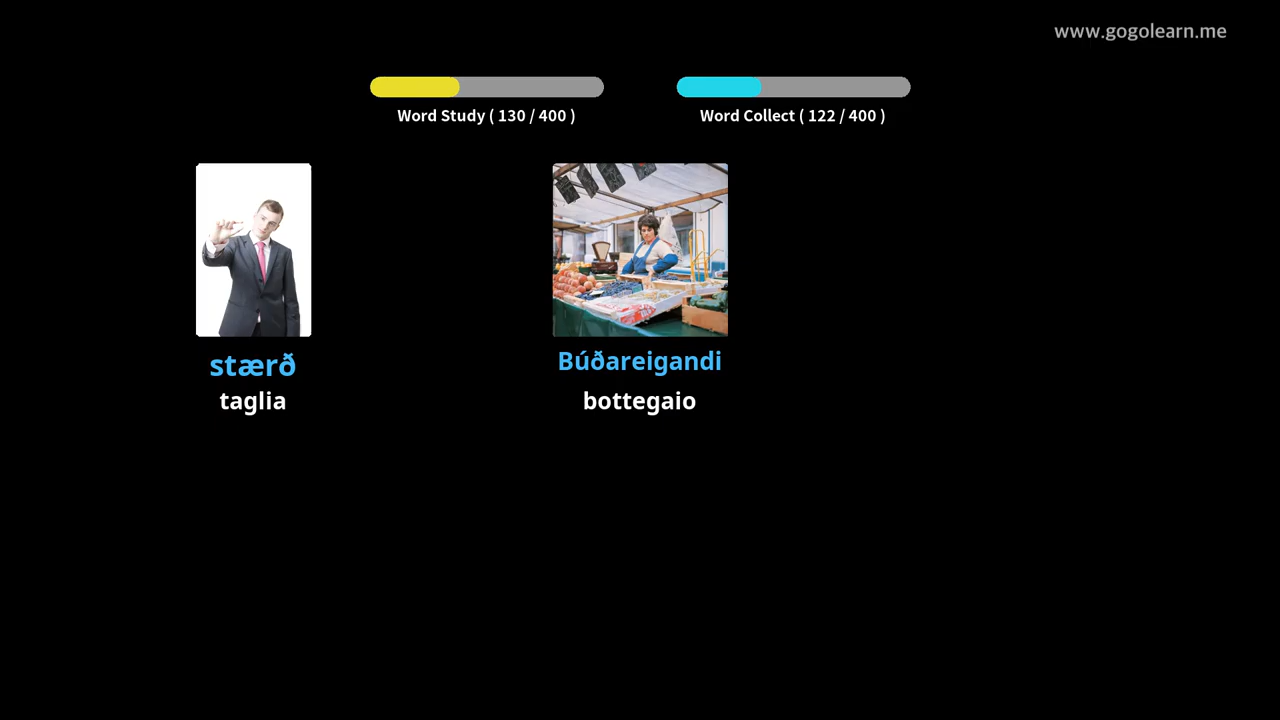 www.gogolearn.me
Word Study ( 130 / 400 )
Word Collect ( 122 / 400 )
stærð
taglia
Búðareigandi
bottegaio